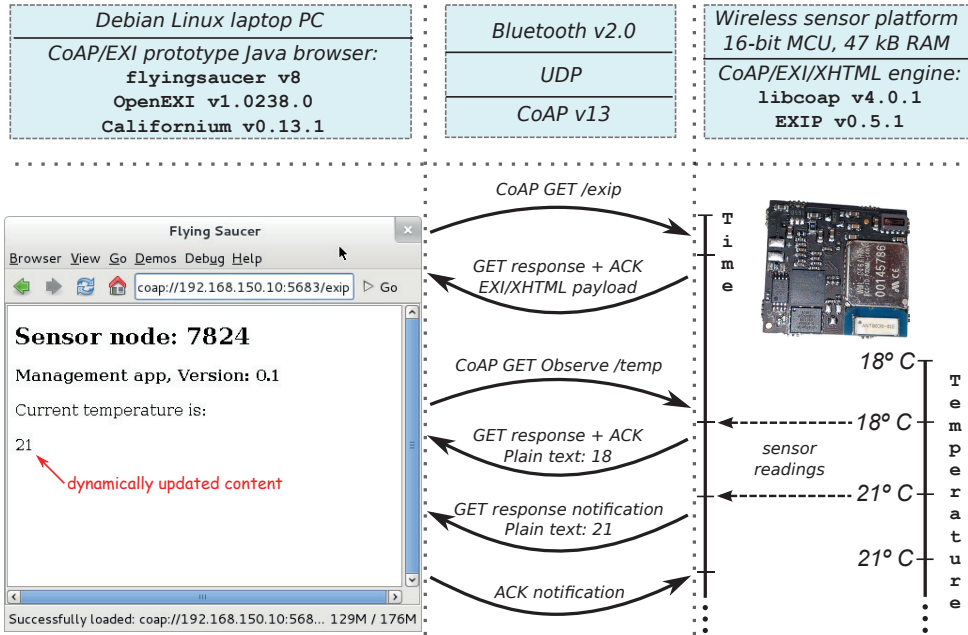 Debian Linux laptop PC
CoAP/EXI prototype Java browser:
flyingsaucer v8
OpenEXI v1.0238.0
Californium v0.13.1
Bluetooth v2.0
UDP
CoAP v13
Wireless sensor platform
16-bit MCU, 47 kB RAM
CoAP/EXI/XHTML engine:
libcoap v4.0.1
EXIP v0.5.1
Flying Saucer
Browser View Go Demos Debug Help
coap://192.168.150.10:5683/exip
Go
Sensor node: 7824
Management app, Version: 0.1
Current temperature is:
21
dynamically updated content
Successfully loaded: coap://192.168.150.10:568... 129M / 176M
CoAP GET /exip
GET response + ACK
EXI/XHTML payload
CoAP GET Observe /temp
GET response + ACK
Plain text: 18
GET response notification
Plain text: 21
ACK notification
Time
00145786
18º C
18º C
sensor
readings
21º C
21º C
Temperature